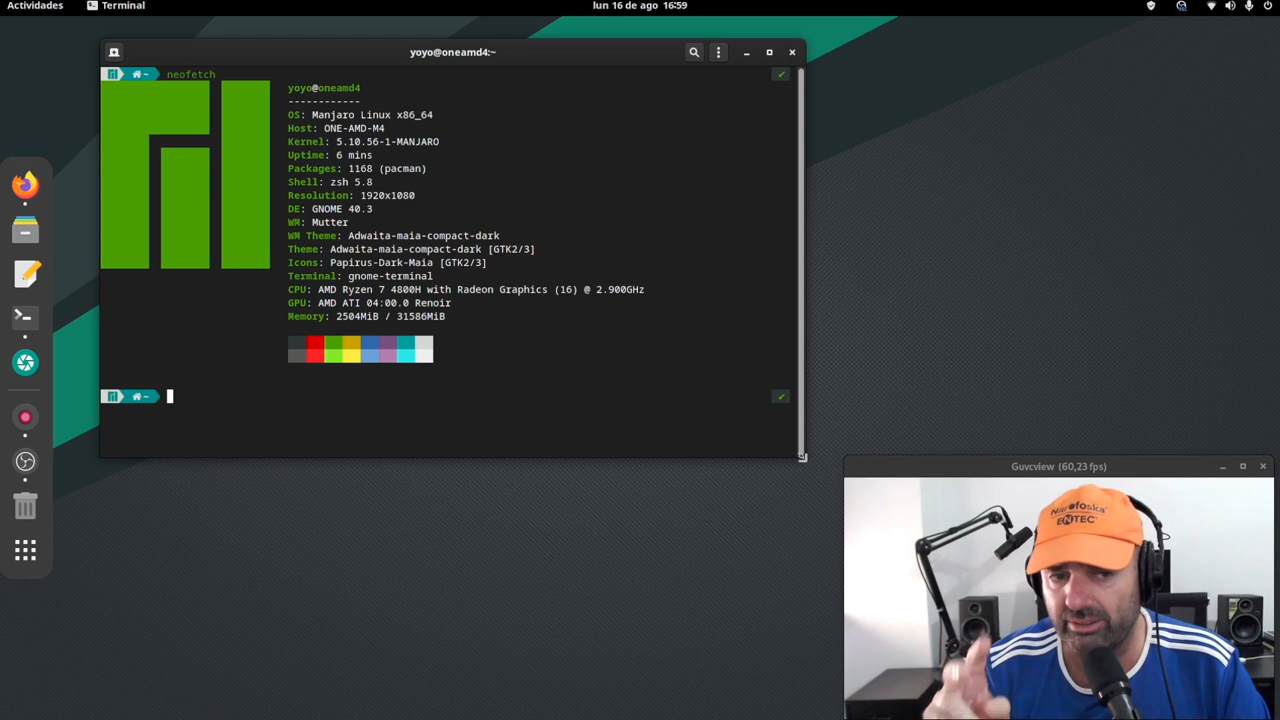 Actividades
Terminal
lun 16 de ago 16:59
yoyo@oneamd4:~
~ neofetch
yoyo@oneamd4
------------
OS: Manjaro Linux x86_64
Host: ONE-AMD-M4
Kernel: 5.10.56-1-MANJARO
Uptime: 6 mins
Packages: 1168 (pacman)
Shell: zsh 5.8
Resolution: 1920x1080
DE: GNOME 40.3
WM: Mutter
WM Theme: Adwaita-maia-compact-dark
Theme: Adwaita-maia-compact-dark [GTK2/3]
Icons: Papirus-Dark-Maia [GTK2/3]
Terminal: gnome-terminal
CPU: AMD Ryzen 7 4800H with Radeon Graphics (16) @ 2.900GHz
GPU: AMD ATI 04:00.0 Renoir
Memory: 2504MiB / 31586MiB
~
Guvcview (60,23 fps)
Nitrofoska
ENTEC